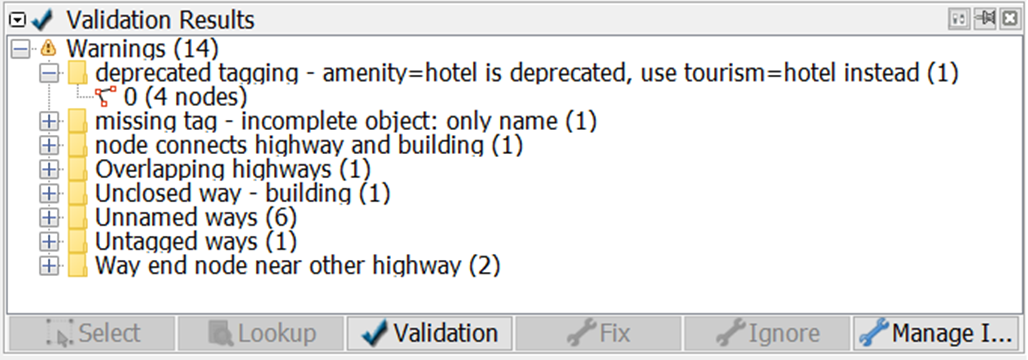 Validation Results
Warnings (14)
deprecated tagging - amenity=hotel is deprecated, use tourism=hotel instead (1)
0 (4 nodes)
missing tag - incomplete object: only name (1)
node connects highway and building (1)
Overlapping highways (1)
Unclosed way - building (1)
Unnamed ways (6)
Untagged ways (1)
Way end node near other highway (2)
Select Lookup Validation Fix Ignore Manage I...